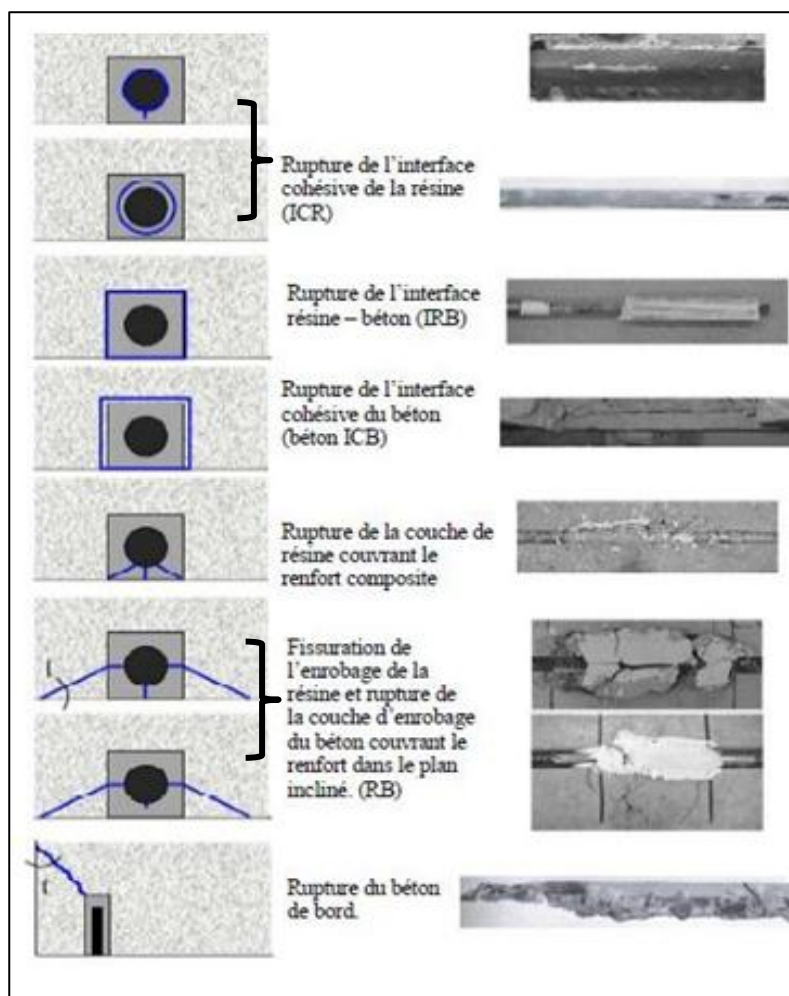 Rupture de l’interface
cohésive de la résine
(ICR)
Rupture de l’interface
résine – béton (IRB)
Rupture de l’interface
cohésive du béton
(béton ICB)
Rupture de la couche de
résine couvrant le
renfort composite
Fissuration de
l’enrobage de la
résine et rupture de
la couche d’enrobage
du béton couvrant le
renfort dans le plan
incliné. (RB)
Rupture du béton
de bord.